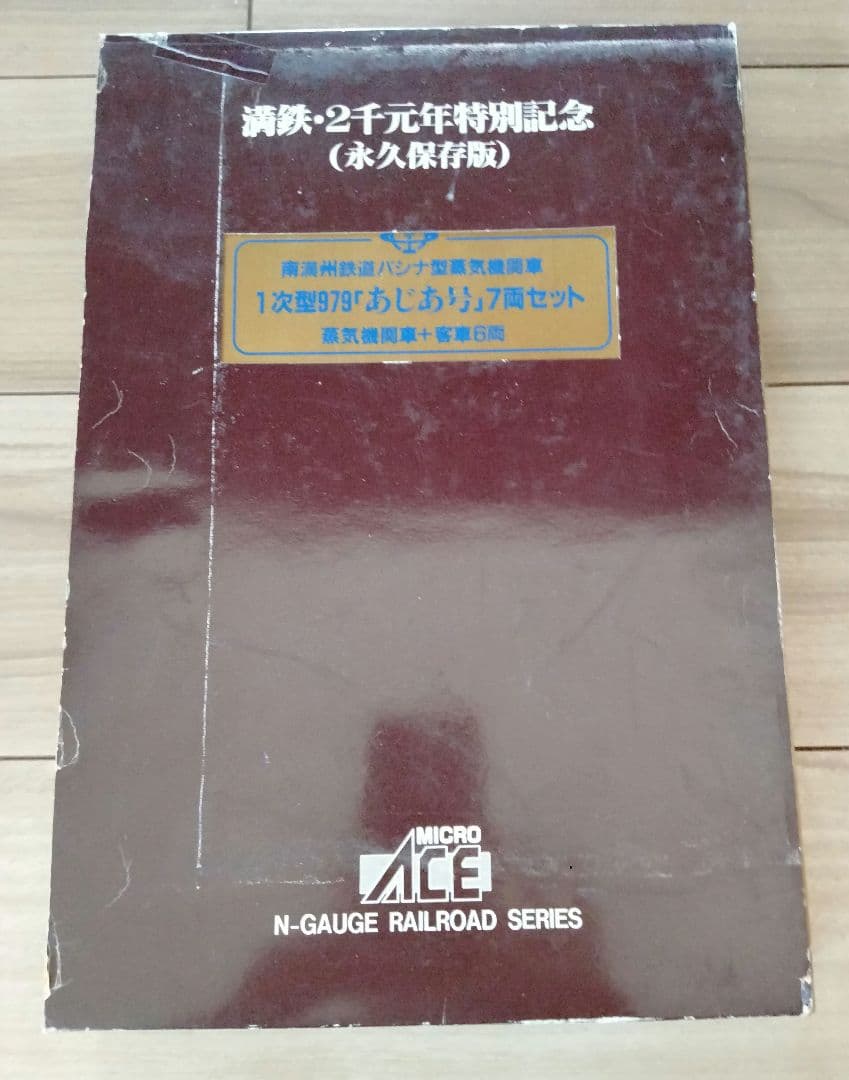 満鉄・2千元年特別記念
(永久保存版)
南満州鉄道パシナ型蒸気機関車
1次型979「あじあ号」7両セット
蒸気機関車+客車6両
MICRO
ACE
N-GAUGE RAILROAD SERIES